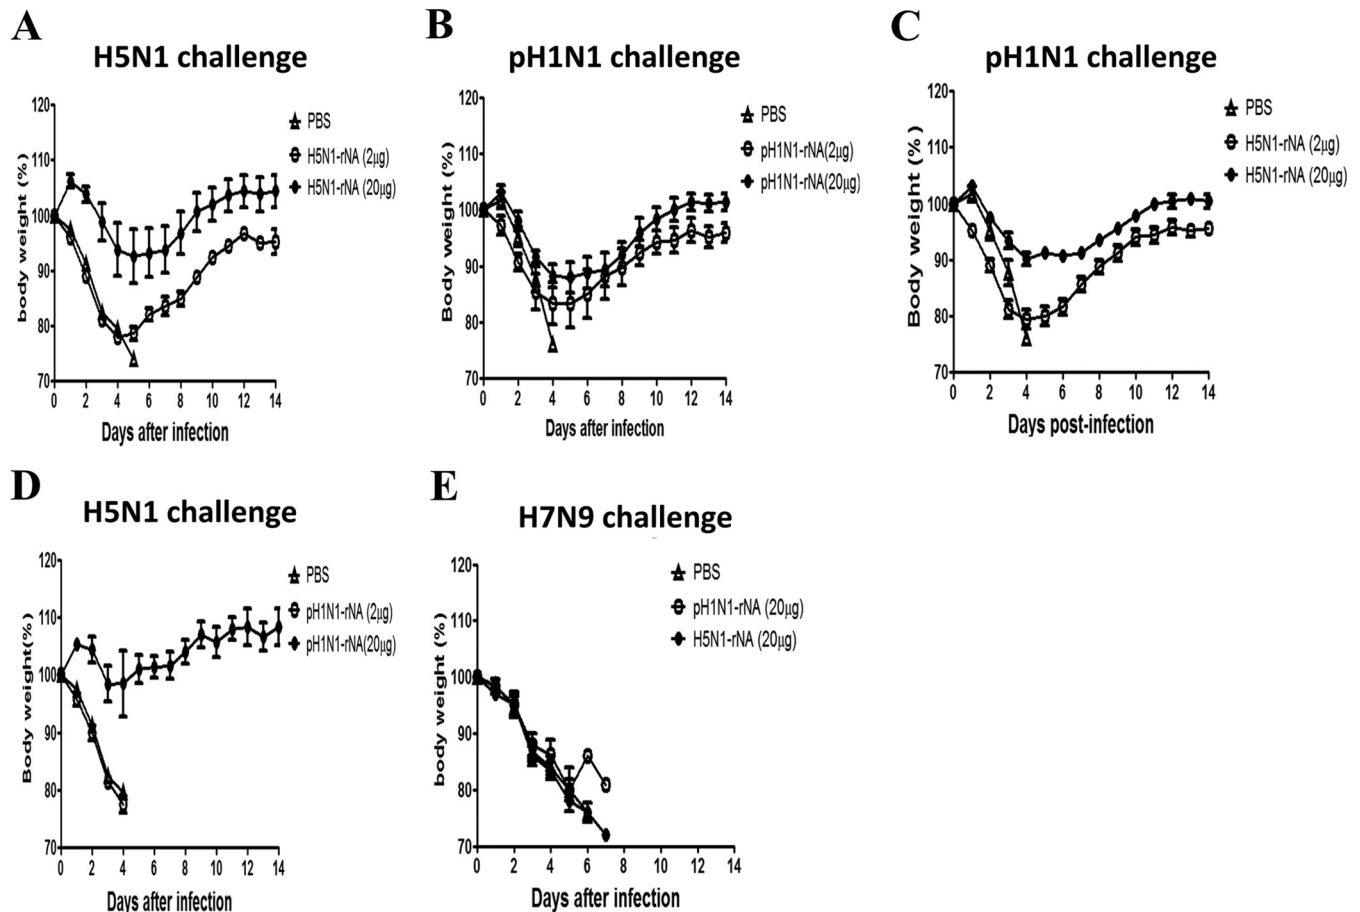 A
H5N1 challenge
120
110
100
90
80
70
body weight (%)
0 2 4 6 8 10 12 14
Days after infection
PBS
H5N1-rNA (2μg)
H5N1-rNA (20μg)
B
pH1N1 challenge
120
110
100
90
80
70
Body weight (%)
0 2 4 6 8 10 12 14
Days after infection
PBS
pH1N1-rNA(2μg)
pH1N1-rNA(20μg)
C
pH1N1 challenge
120
110
100
90
80
70
Body weight (%)
0 2 4 6 8 10 12 14
Days post-infection
PBS
H5N1-rNA (2μg)
H5N1-rNA (20μg)
D
H5N1 challenge
120
110
100
90
80
70
Body weight(%)
0 2 4 6 8 10 12 14
Days after infection
PBS
pH1N1-rNA (2μg)
pH1N1-rNA(20μg)
E
H7N9 challenge
120
110
100
90
80
70
body weight (%)
0 2 4 6 8 10 12 14
Days after infection
PBS
pH1N1-rNA (20μg)
H5N1-rNA (20μg)